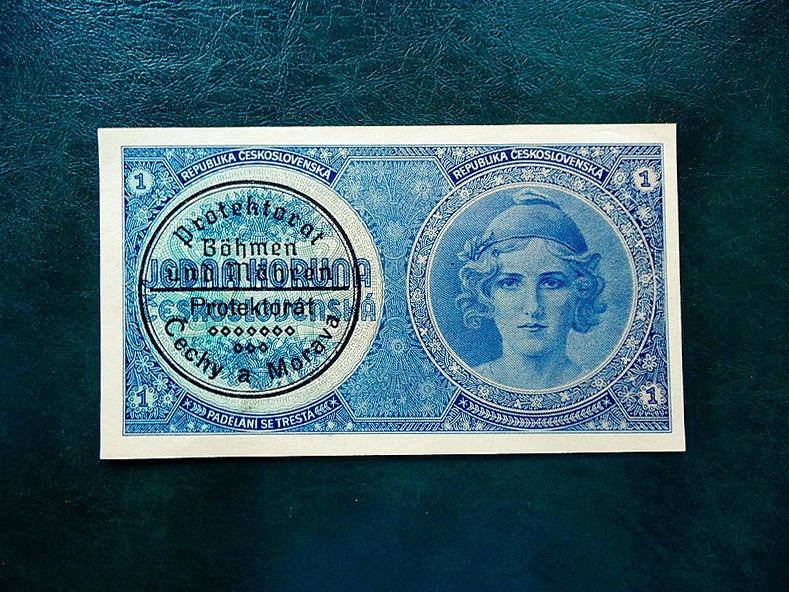 REPUBLIKA ČESKOSLOVENSKÁ
REPUBLIKA ČESKOSLOVENSKÁ
1
1
Protektorat
Böhmen
und Mähren
JEDNA KORUNA
Protektorát
ČESKOSLOVENSKÁ
Čechy a Morava
1
1
PADĚLÁNÍ SE TRESTÁ